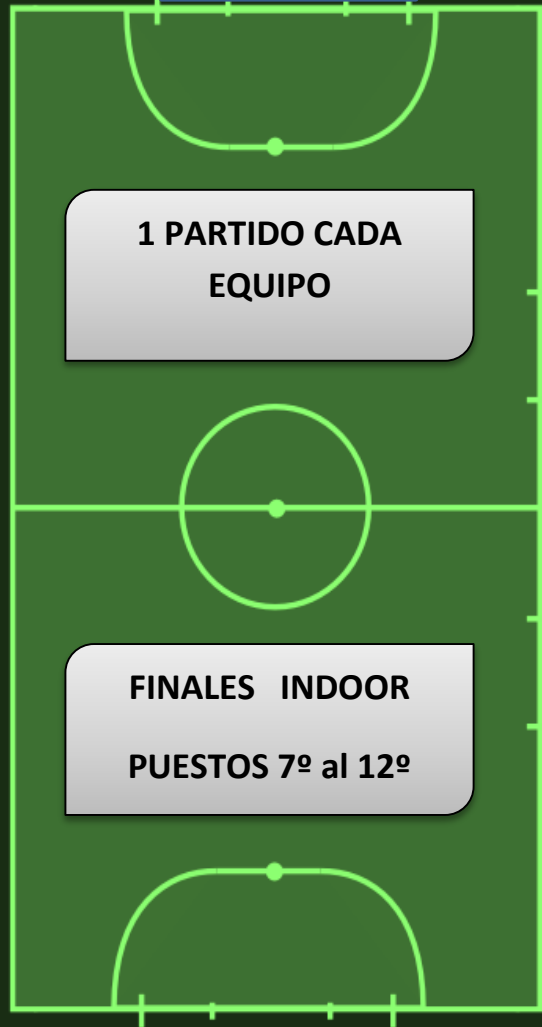 1 PARTIDO CADA
EQUIPO
FINALES INDOOR
PUESTOS 7º al 12º